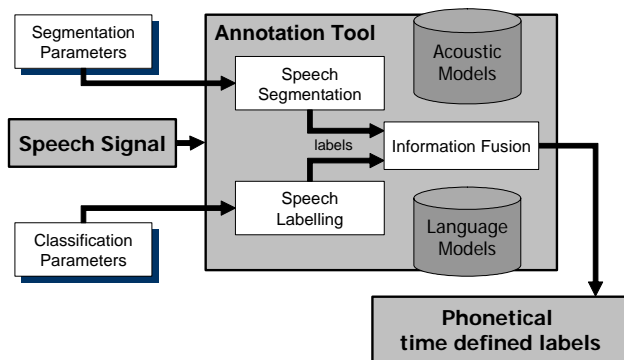 Segmentation
Parameters
Annotation Tool
Acoustic
Models
Speech
Segmentation
Speech Signal
labels
Information Fusion
Speech
Labelling
Classification
Parameters
Language
Models
Phonetical
time defined labels